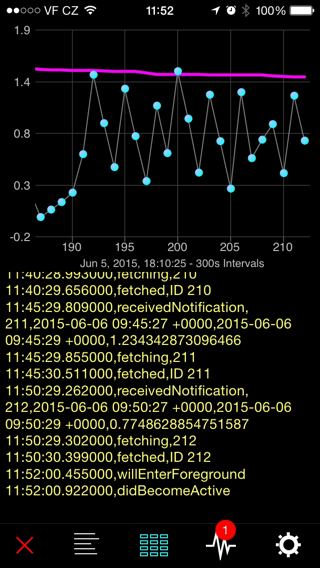 VF CZ 11:52 100%
1.9
1.4
0.8
0.3
-0.2
190 195 200 205 210
Jun 5, 2015, 18:10:25 - 300s Intervals
11:40:28.993000,fetching,210
11:40:29.656000,fetched,ID 210
11:45:29.809000,receivedNotification,
211,2015-06-06 09:45:27 +0000,2015-06-06
09:45:29 +0000,1.234342873096466
11:45:29.855000,fetching,211
11:45:30.511000,fetched,ID 211
11:50:29.262000,receivedNotification,
212,2015-06-06 09:50:27 +0000,2015-06-06
09:50:29 +0000,0.7748628854751587
11:50:29.302000,fetching,212
11:50:30.399000,fetched,ID 212
11:52:00.455000,willEnterForeground
11:52:00.922000,didBecomeActive
1